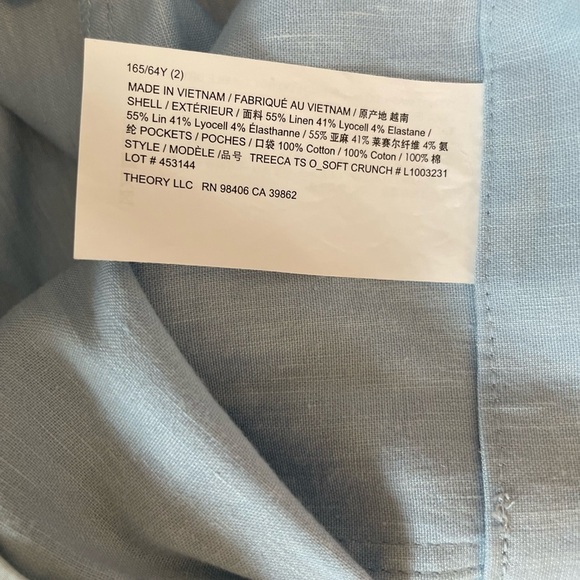 165/64Y (2)
MADE IN VIETNAM / FABRIQUÉ AU VIETNAM / 原产地 越南
SHELL / EXTÉRIEUR / 面料 55% Linen 41% Lyocell 4% Elastane /
55% Lin 41% Lyocell 4% Élasthanne / 55% 亚麻 41% 莱赛尔纤维 4% 氨
纶 POCKETS / POCHES / 口袋 100% Cotton / 100% Coton / 100% 棉
STYLE / MODÈLE /品号 TREECA TS O_SOFT CRUNCH # L1003231
LOT # 453144
THEORY LLC RN 98406 CA 39862